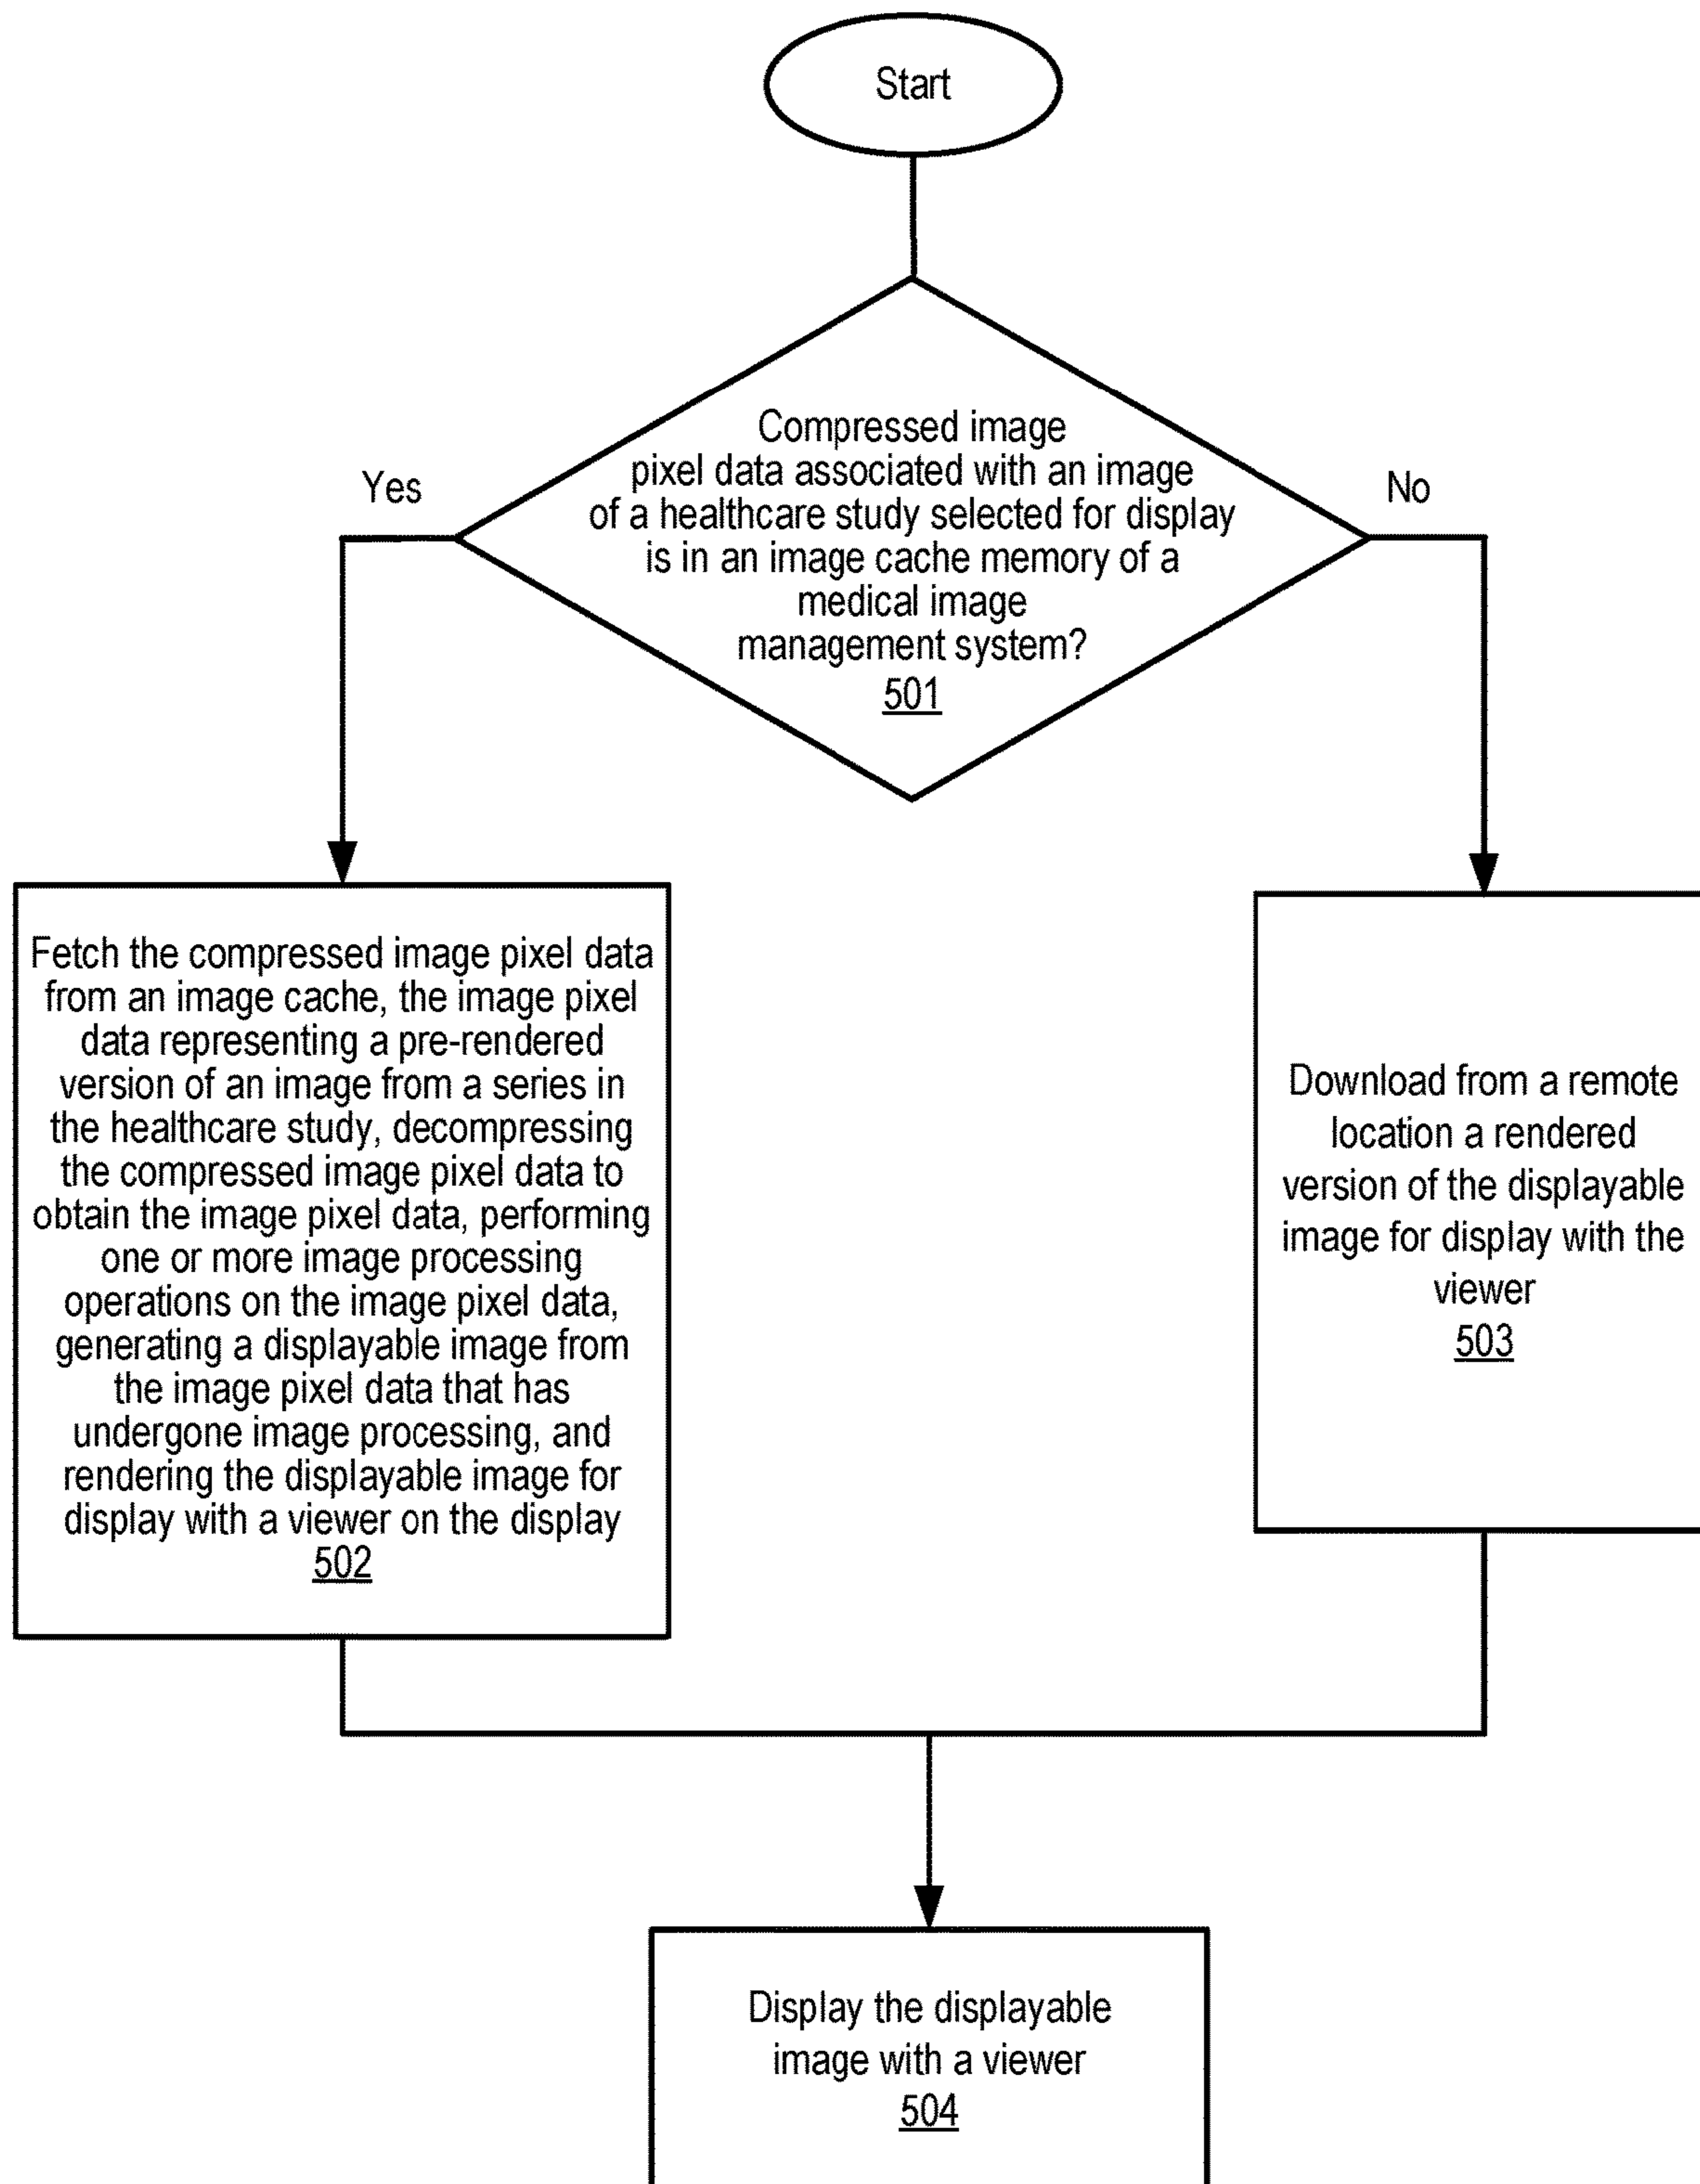 Start
Compressed image
pixel data associated with an image
of a healthcare study selected for display
is in an image cache memory of a
medical image
management system?
501
Yes
No
Fetch the compressed image pixel data
from an image cache, the image pixel
data representing a pre-rendered
version of an image from a series in
the healthcare study, decompressing
the compressed image pixel data to
obtain the image pixel data, performing
one or more image processing
operations on the image pixel data,
generating a displayable image from
the image pixel data that has
undergone image processing, and
rendering the displayable image for
display with a viewer on the display
502
Download from a remote
location a rendered
version of the displayable
image for display with the
viewer
503
Display the displayable
image with a viewer
504